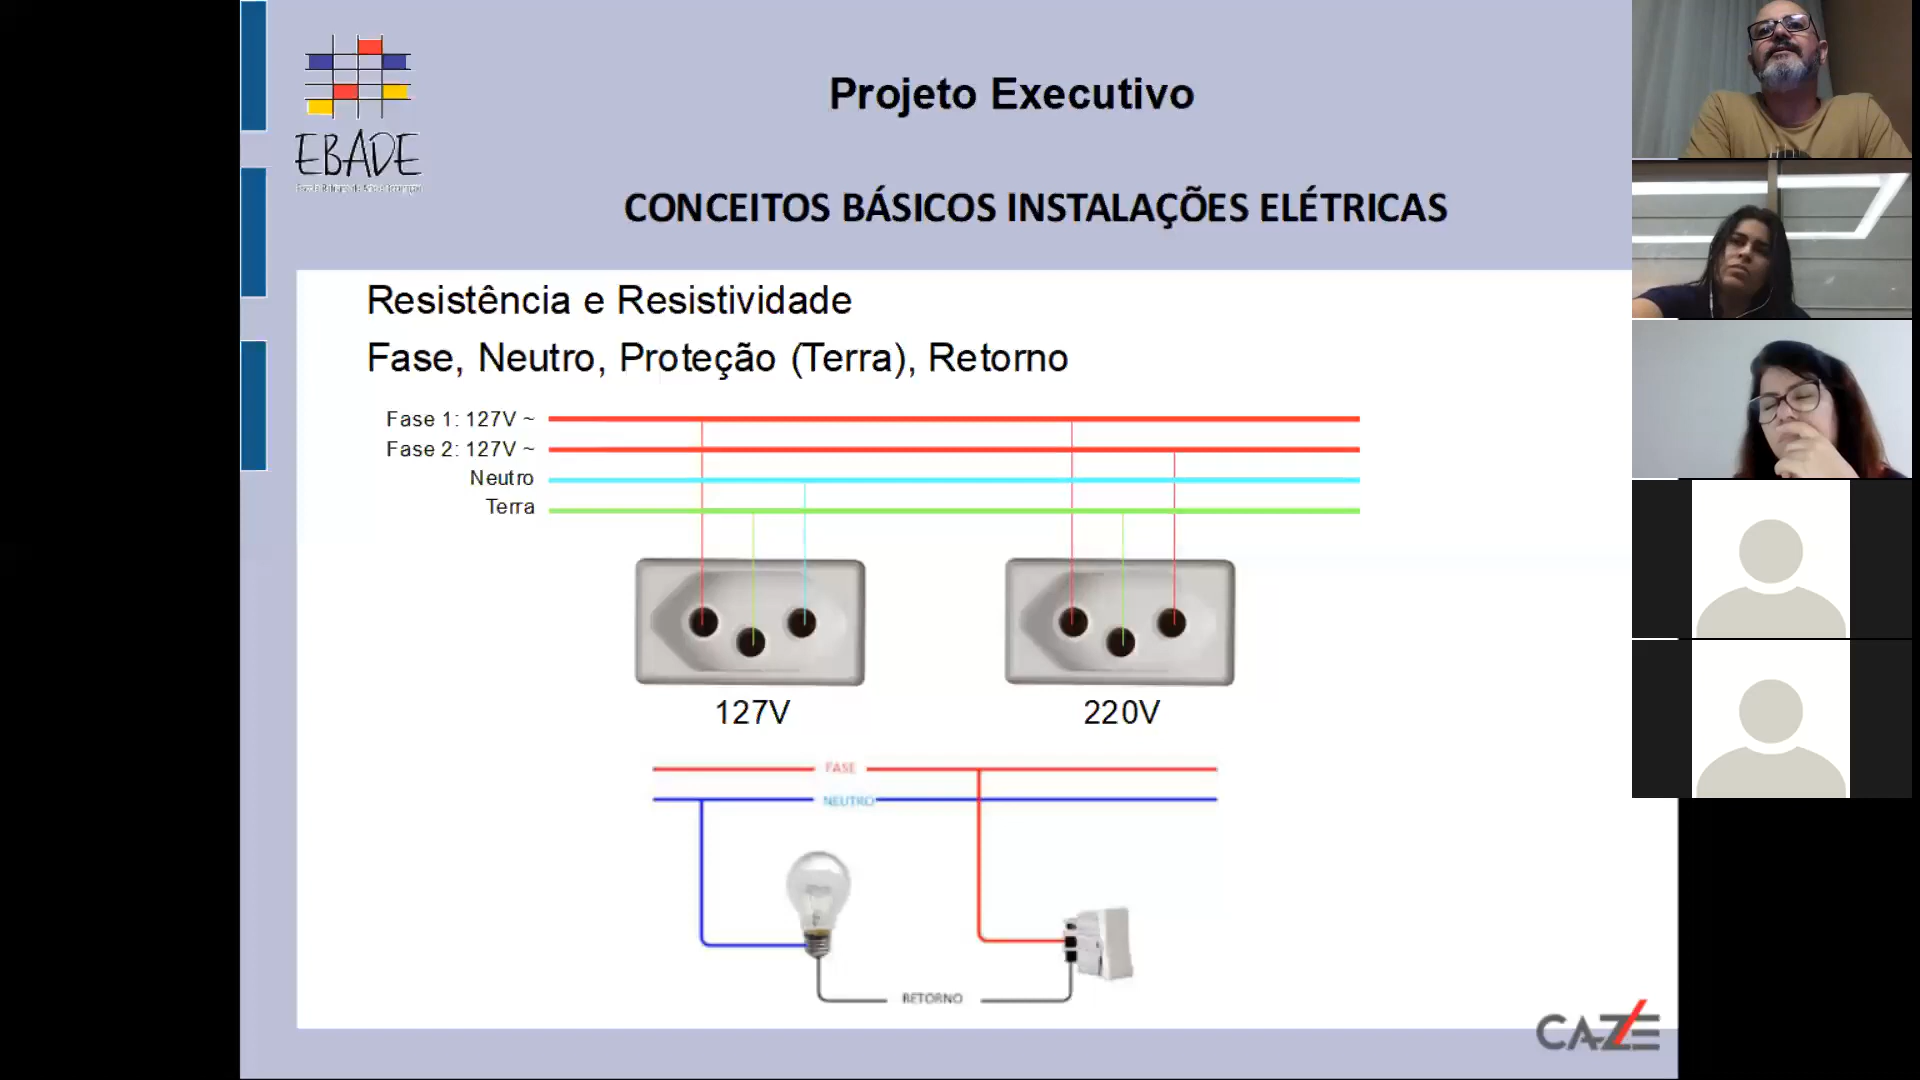 EBADE
Projeto Executivo
CONCEITOS BÁSICOS INSTALAÇÕES ELÉTRICAS
Resistência e Resistividade
Fase, Neutro, Proteção (Terra), Retorno
Fase 1: 127V ~
Fase 2: 127V ~
Neutro
Terra
127V
220V
FASE
NEUTRO
RETORNO
CAZE